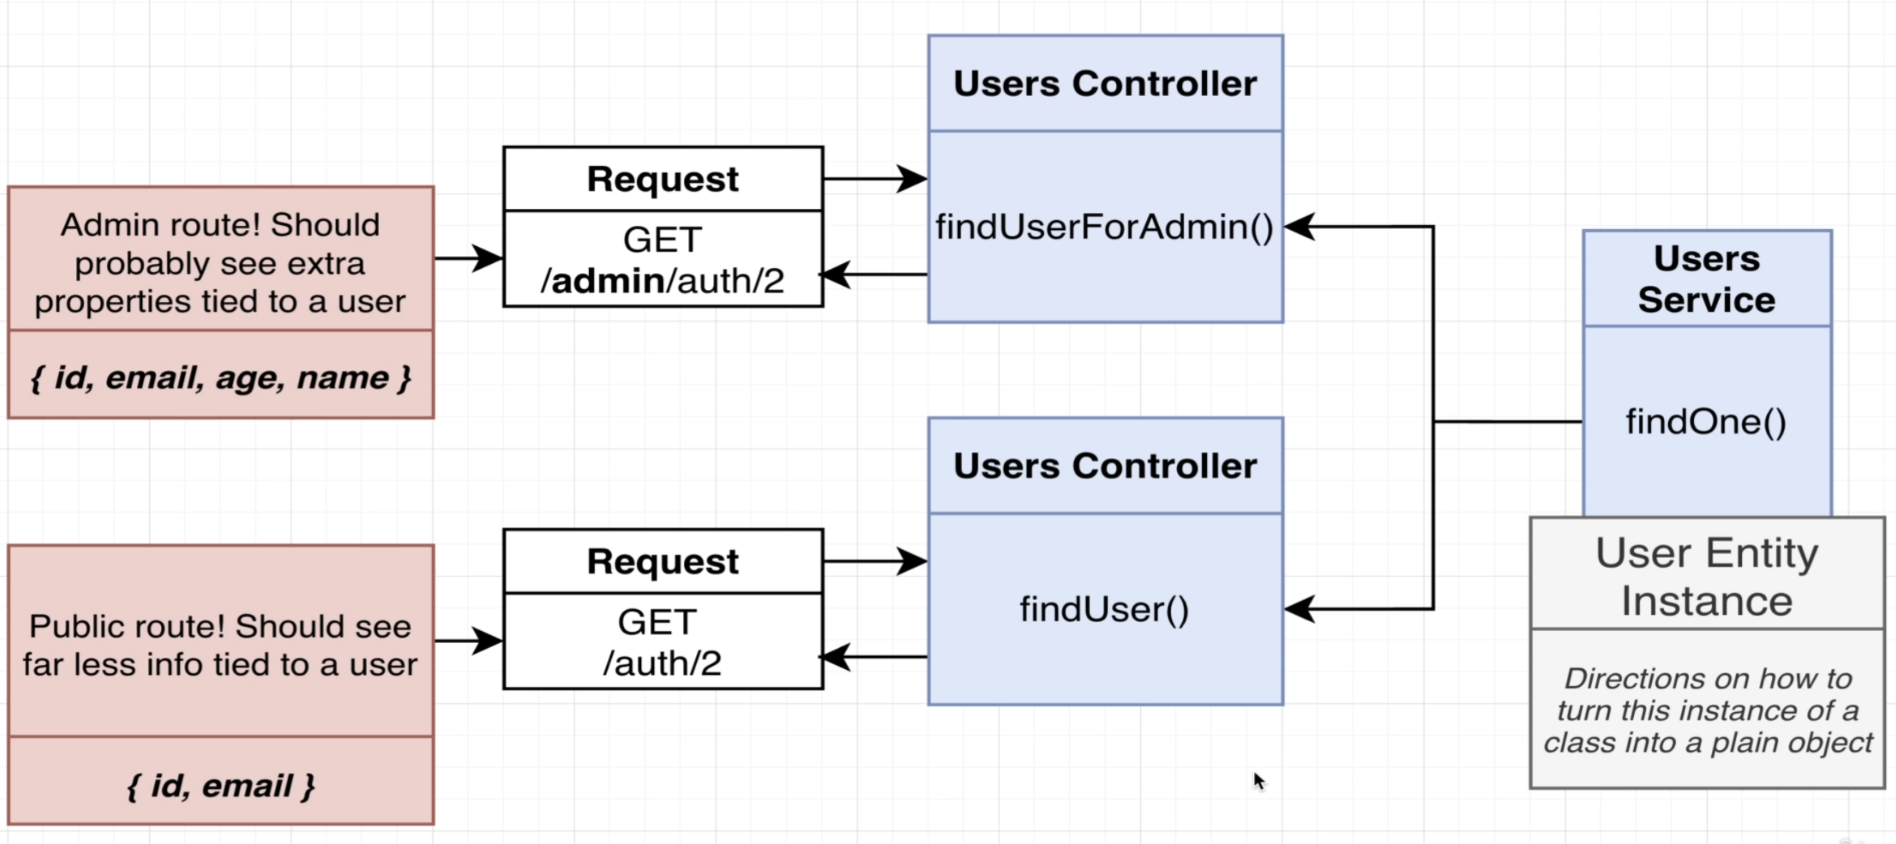 Admin route! Should
probably see extra
properties tied to a user
{ id, email, age, name }
Request
GET
/admin/auth/2
Users Controller
findUserForAdmin()
Public route! Should see
far less info tied to a user
{ id, email }
Request
GET
/auth/2
Users Controller
findUser()
Users
Service
findOne()
User Entity
Instance
Directions on how to
turn this instance of a
class into a plain object